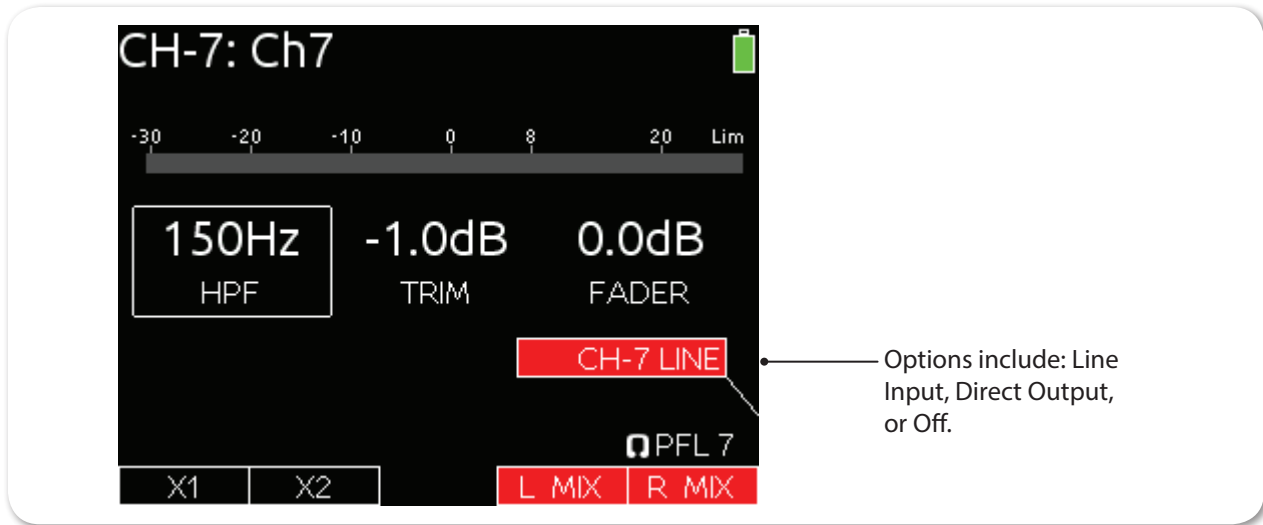 CH-7: Ch7
-30 -20 -10 0 8 20 Lim
150Hz -1.0dB 0.0dB
HPF TRIM FADER
CH-7 LINE
Options include: Line
Input, Direct Output,
or Off.
PFL 7
X1 X2 L MIX R MIX